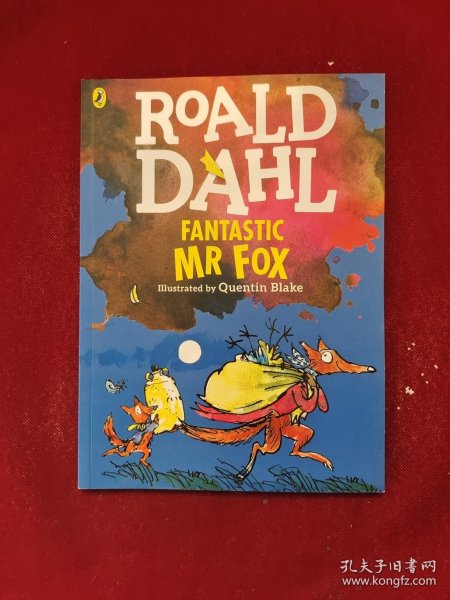 ROALD
DAHL
FANTASTIC
MR FOX
Illustrated by Quentin Blake
孔夫子旧书网
www.kongfz.com